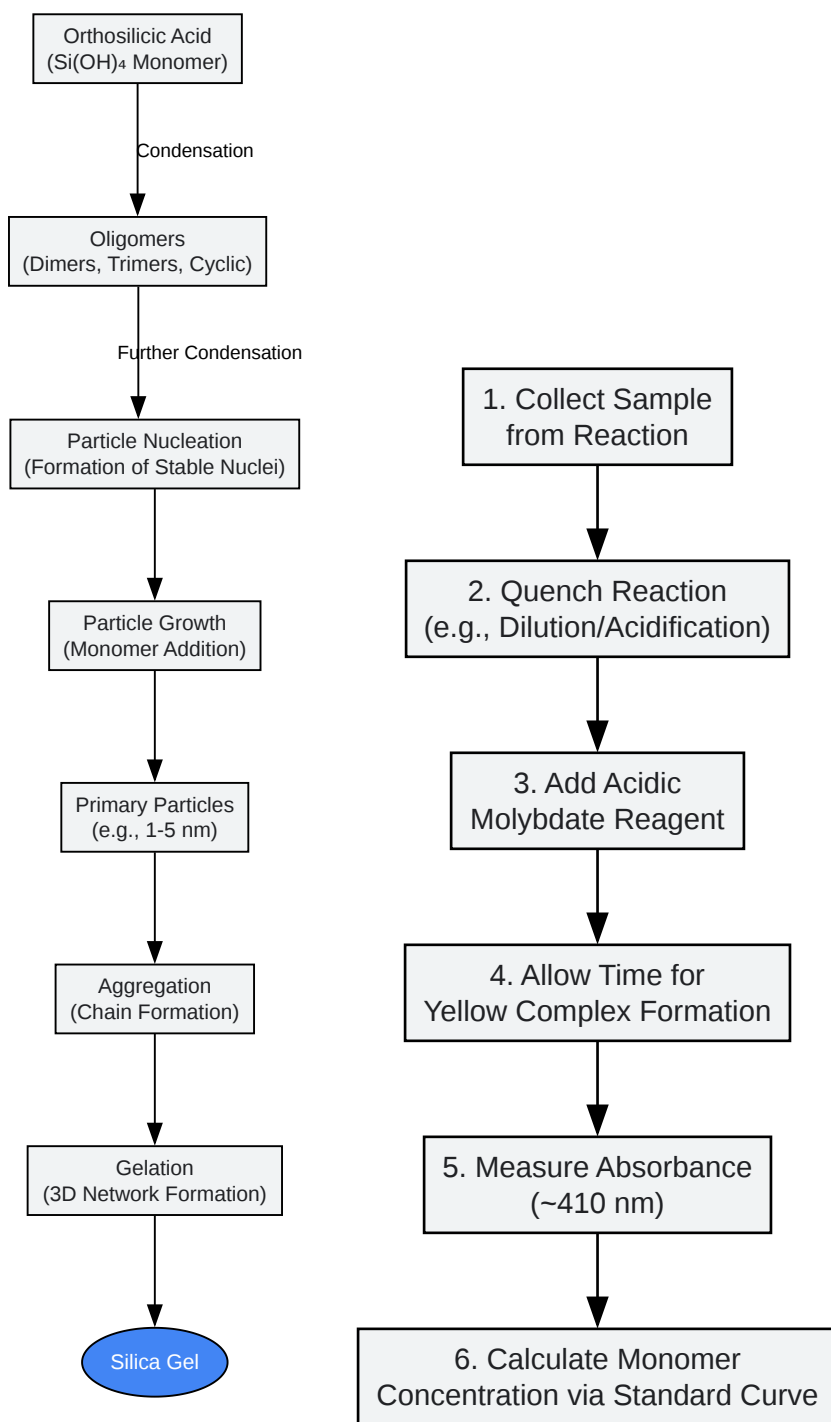 Orthosilicic Acid
(Si(OH)₄ Monomer)
Condensation
Oligomers
(Dimers, Trimers, Cyclic)
Further Condensation
Particle Nucleation
(Formation of Stable Nuclei)
Particle Growth
(Monomer Addition)
Primary Particles
(e.g., 1-5 nm)
Aggregation
(Chain Formation)
Gelation
(3D Network Formation)
Silica Gel
1. Collect Sample
from Reaction
2. Quench Reaction
(e.g., Dilution/Acidification)
3. Add Acidic
Molybdate Reagent
4. Allow Time for
Yellow Complex Formation
5. Measure Absorbance
(~410 nm)
6. Calculate Monomer
Concentration via Standard Curve